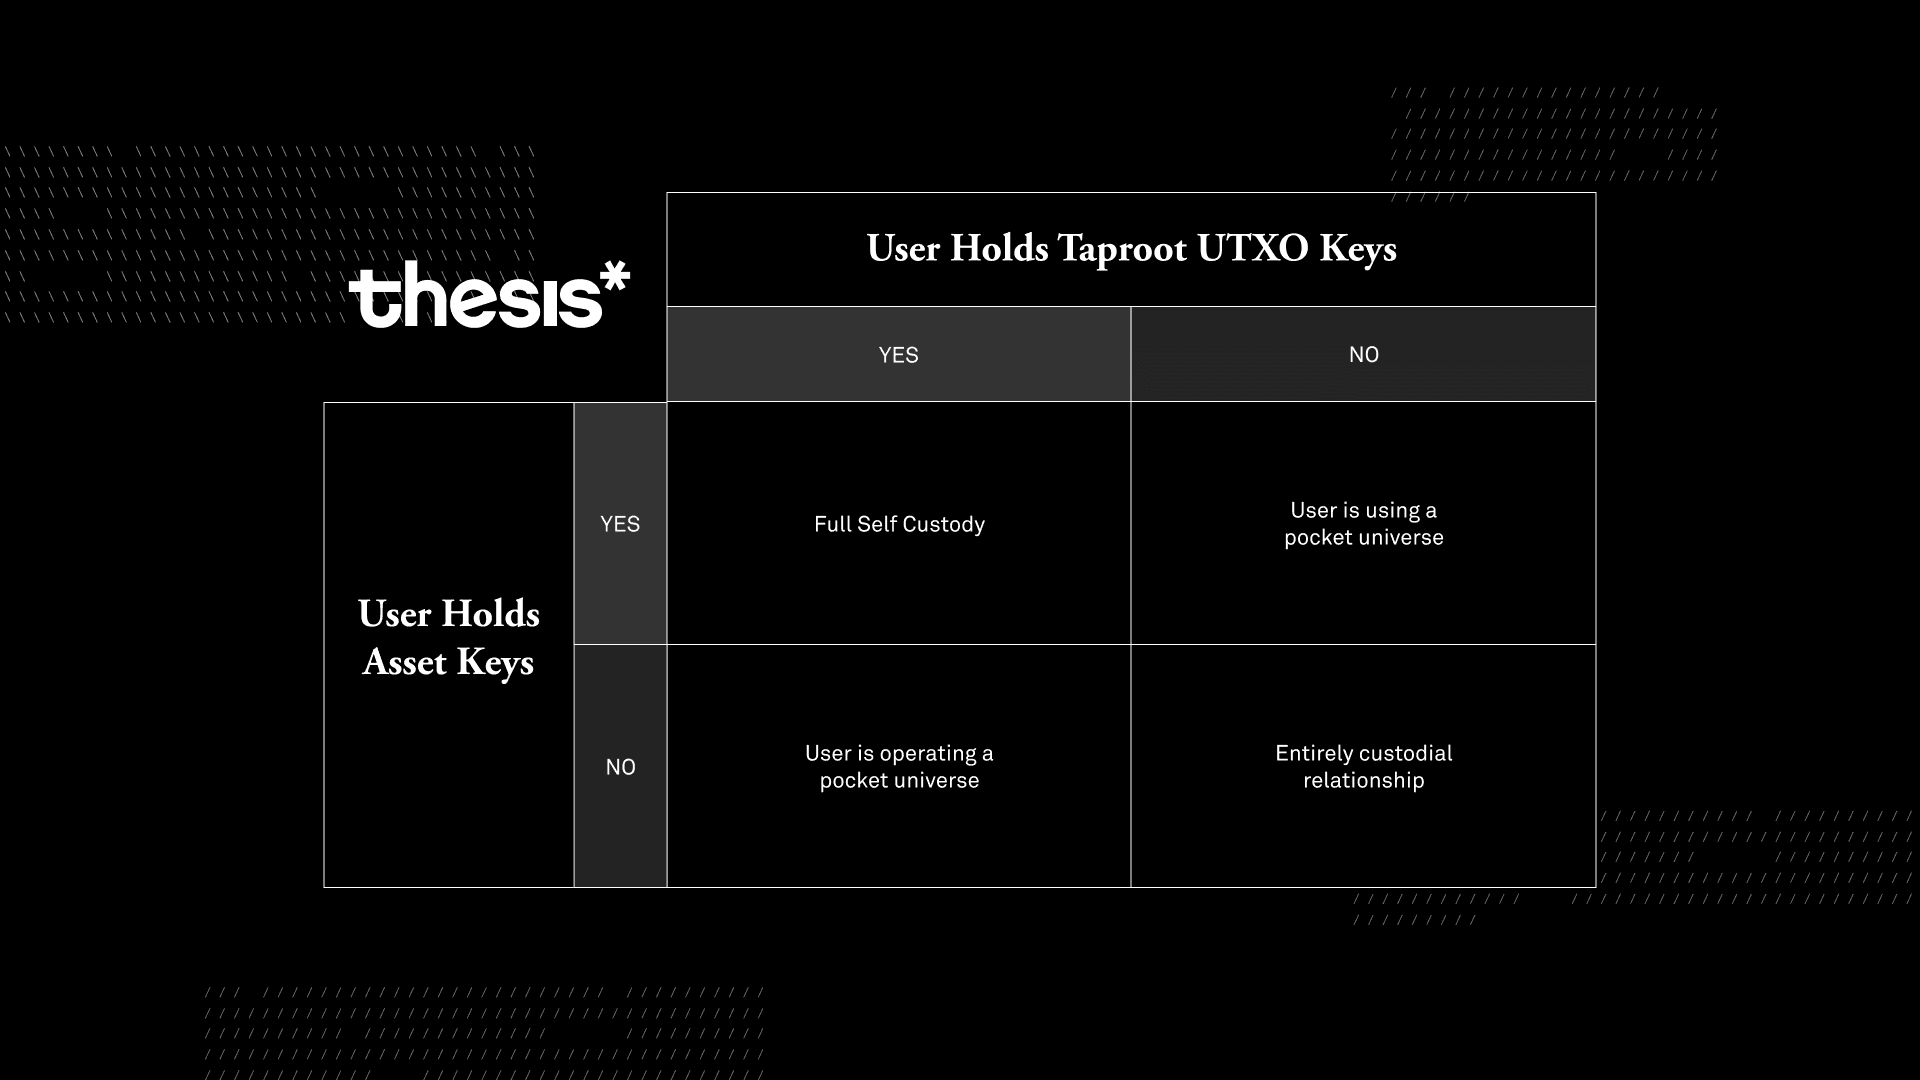 thesis*
User Holds Taproot UTXO Keys
YES
NO
User Holds
Asset Keys
YES
Full Self Custody
User is using a
pocket universe
NO
User is operating a
pocket universe
Entirely custodial
relationship